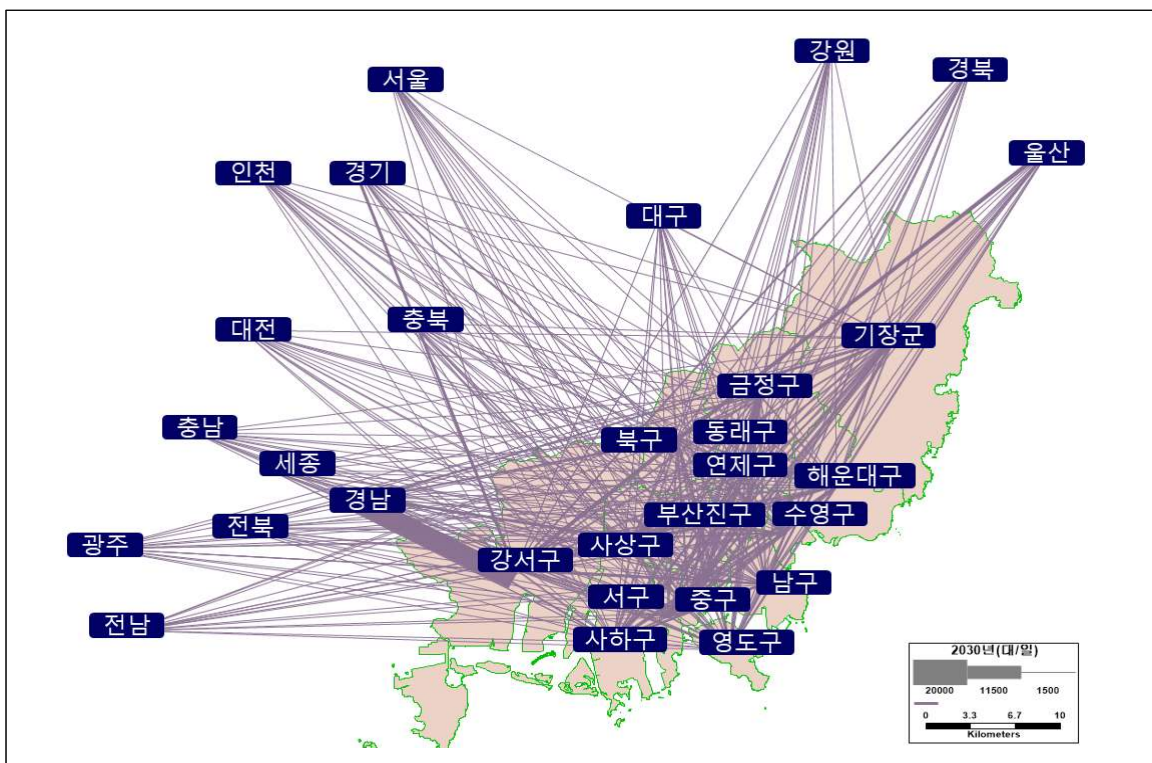 강원
경북
서울
울산
인천
경기
대구
충북
대전
기장군
금정구
충남
북구
동래구
세종
연제구
해운대구
경남
전북
부산진구
수영구
광주
강서구
사상구
남구
서구
중구
전남
사하구
영도구
2030년(대/일)
20000 11500 1500
0 3.3 6.7 10
Kilometers